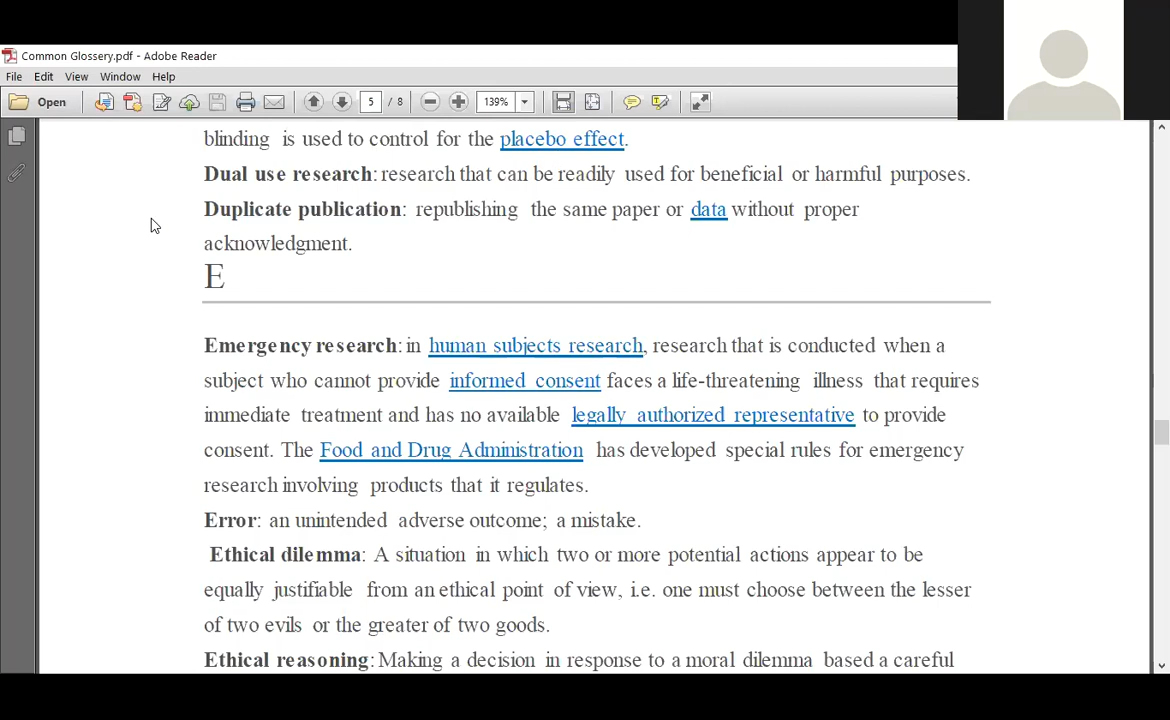 Common Glossery.pdf - Adobe Reader
File Edit View Window Help
Open 5 / 8 139%
blinding is used to control for the placebo effect.
Dual use research: research that can be readily used for beneficial or harmful purposes.
Duplicate publication: republishing the same paper or data without proper
acknowledgment.
E
Emergency research: in human subjects research, research that is conducted when a
subject who cannot provide informed consent faces a life-threatening illness that requires
immediate treatment and has no available legally authorized representative to provide
consent. The Food and Drug Administration has developed special rules for emergency
research involving products that it regulates.
Error: an unintended adverse outcome; a mistake.
Ethical dilemma: A situation in which two or more potential actions appear to be
equally justifiable from an ethical point of view, i.e. one must choose between the lesser
of two evils or the greater of two goods.
Ethical reasoning: Making a decision in response to a moral dilemma based a careful